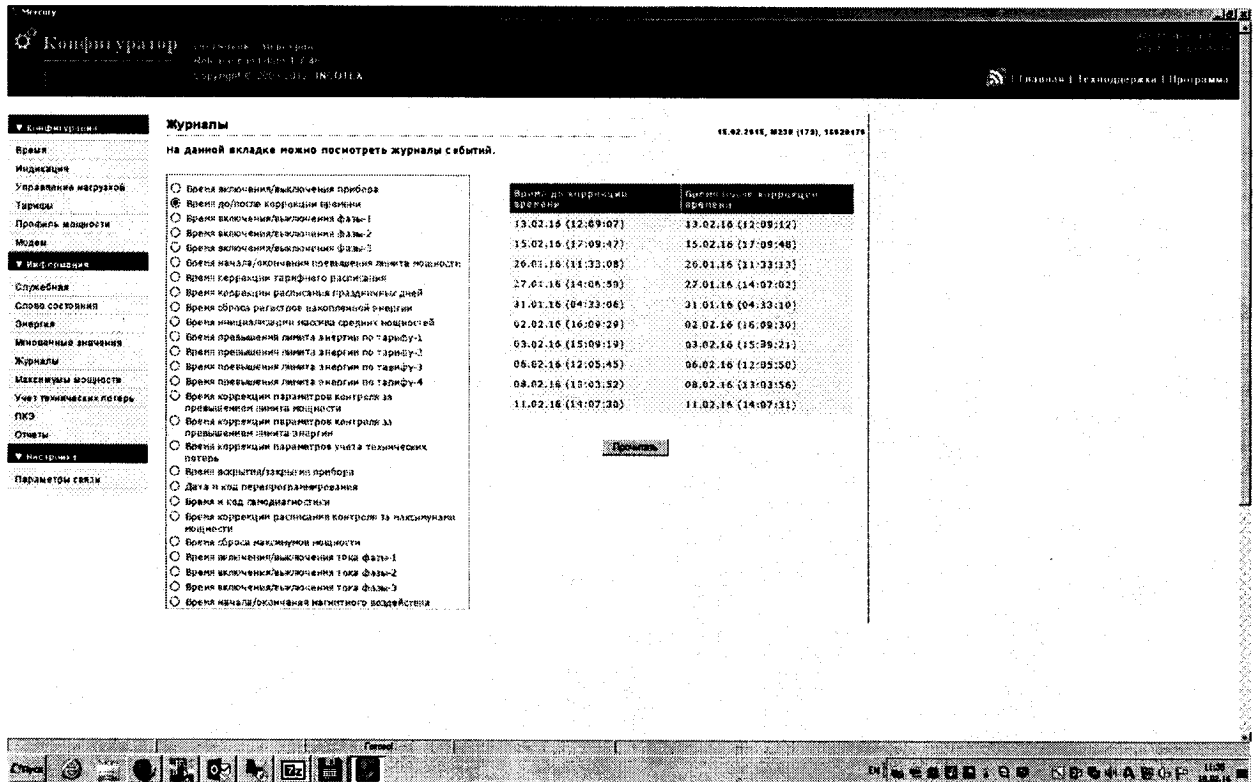 Mercury
Конфигуратор
INCOTEX
| Главная | Техподдержка | Программа
▼ Конфигуратор
Время
Индикация
Управление нагрузкой
Тарифы
Профиль мощности
Модем
▼ Информация
Служебная
Слово состояния
Энергия
Мгновенные значения
Журналы
Максимумы мощности
Учет технических потерь
ПКЭ
Отчеты
▼ Настройка
Параметры связи
Журналы
На данной вкладке можно посмотреть журналы событий.
Время включения/выключения прибора
Время до/после коррекции времени
Время включения/выключения фазы-1
Время включения/выключения фазы-2
Время включения/выключения фазы-3
Время начала/окончания превышения лимита мощности
Время коррекции тарифного расписания
Время коррекции расписания праздничных дней
Время сброса регистров накопленной энергии
Время инициализации массива средних мощностей
Время превышения лимита энергии по тарифу-1
Время превышения лимита энергии по тарифу-2
Время превышения лимита энергии по тарифу-3
Время превышения лимита энергии по тарифу-4
Время коррекции параметров контроля за
превышением лимита мощности
Время коррекции параметров контроля за
превышением лимита энергии
Время коррекции параметров учета технических
потерь
Время вскрытия/закрытия прибора
Дата и код перепрограммирования
Время и код самодиагностики
Время коррекции расписания контроля за максимумами
мощности
Время сброса максимумов мощности
Время включения/выключения тока фазы-1
Время включения/выключения тока фазы-2
Время включения/выключения тока фазы-3
Время начала/окончания магнитного воздействия
Время до коррекции
времени
Время после коррекции
времени
13.02.16 (12:09:07) 13.02.16 (12:09:12)
15.02.16 (17:09:47) 15.02.16 (17:09:48)
26.01.16 (11:33:08) 26.01.16 (11:33:13)
27.01.16 (14:06:59) 27.01.16 (14:07:02)
31.01.16 (04:33:06) 31.01.16 (04:33:10)
02.02.16 (16:09:29) 02.02.16 (16:09:30)
03.02.16 (15:09:19) 03.02.16 (15:39:21)
06.02.16 (12:05:45) 06.02.16 (12:05:50)
08.02.16 (13:03:52) 08.02.16 (13:03:56)
11.02.16 (14:07:30) 11.02.16 (14:07:31)
Прочитать
Готово!
Пуск
EN